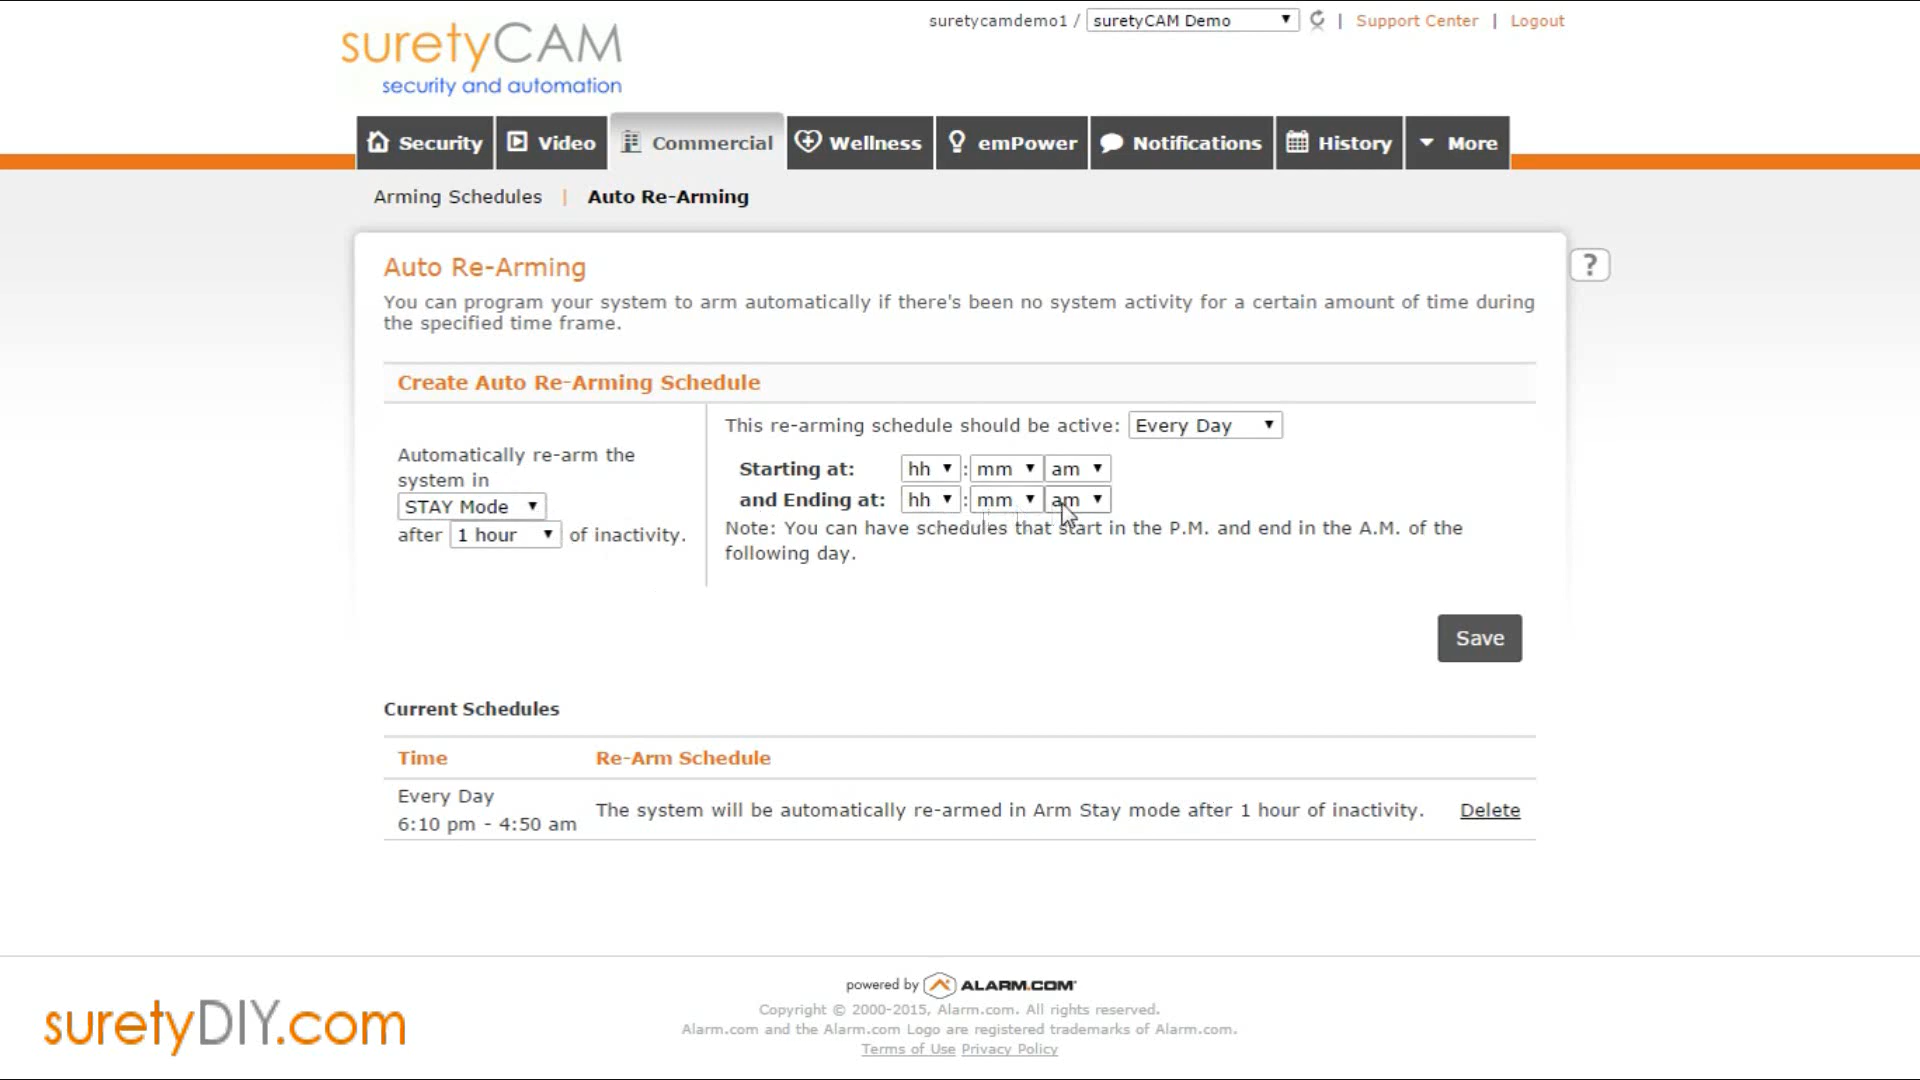 suretyCAM
security and automation
suretycamdemo1 / suretyCAM Demo | Support Center | Logout
Security Video Commercial Wellness emPower Notifications History More
Arming Schedules | Auto Re-Arming
?
Auto Re-Arming
You can program your system to arm automatically if there's been no system activity for a certain amount of time during
the specified time frame.
Create Auto Re-Arming Schedule
Automatically re-arm the
system in
STAY Mode
after 1 hour of inactivity.
This re-arming schedule should be active: Every Day
Starting at: hh : mm am
and Ending at: hh : mm am
Note: You can have schedules that start in the P.M. and end in the A.M. of the
following day.
Save
Current Schedules
Time Re-Arm Schedule
Every Day
6:10 pm - 4:50 am
The system will be automatically re-armed in Arm Stay mode after 1 hour of inactivity. Delete
powered by ALARM.COM
Copyright © 2000-2015, Alarm.com. All rights reserved.
Alarm.com and the Alarm.com Logo are registered trademarks of Alarm.com.
Terms of Use Privacy Policy
suretyDIY.com